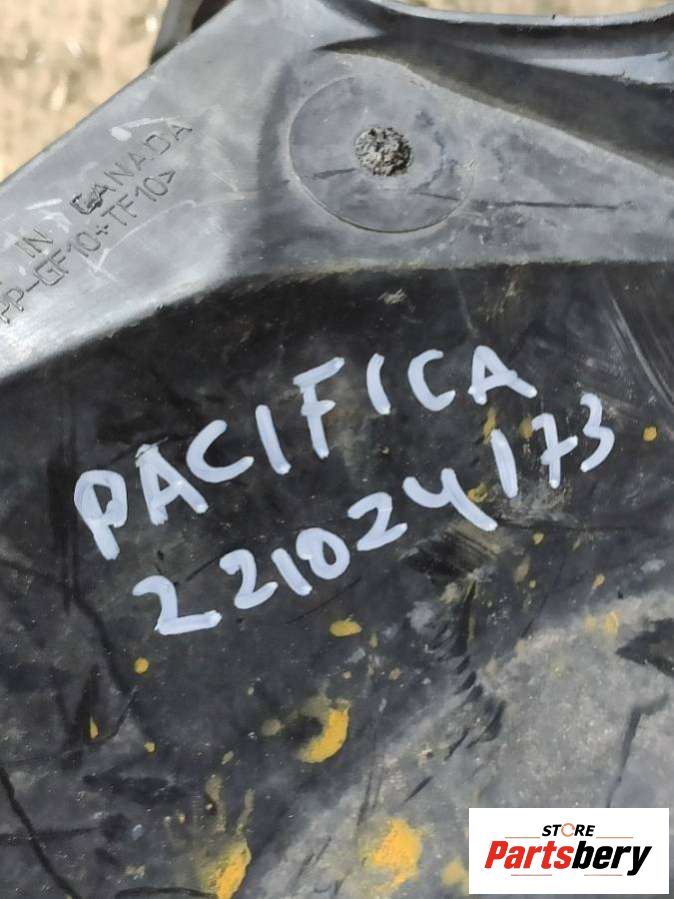 IN CANADA
PP-GF10+TF10>
PACIFICA
221024173
STORE
Partsbery